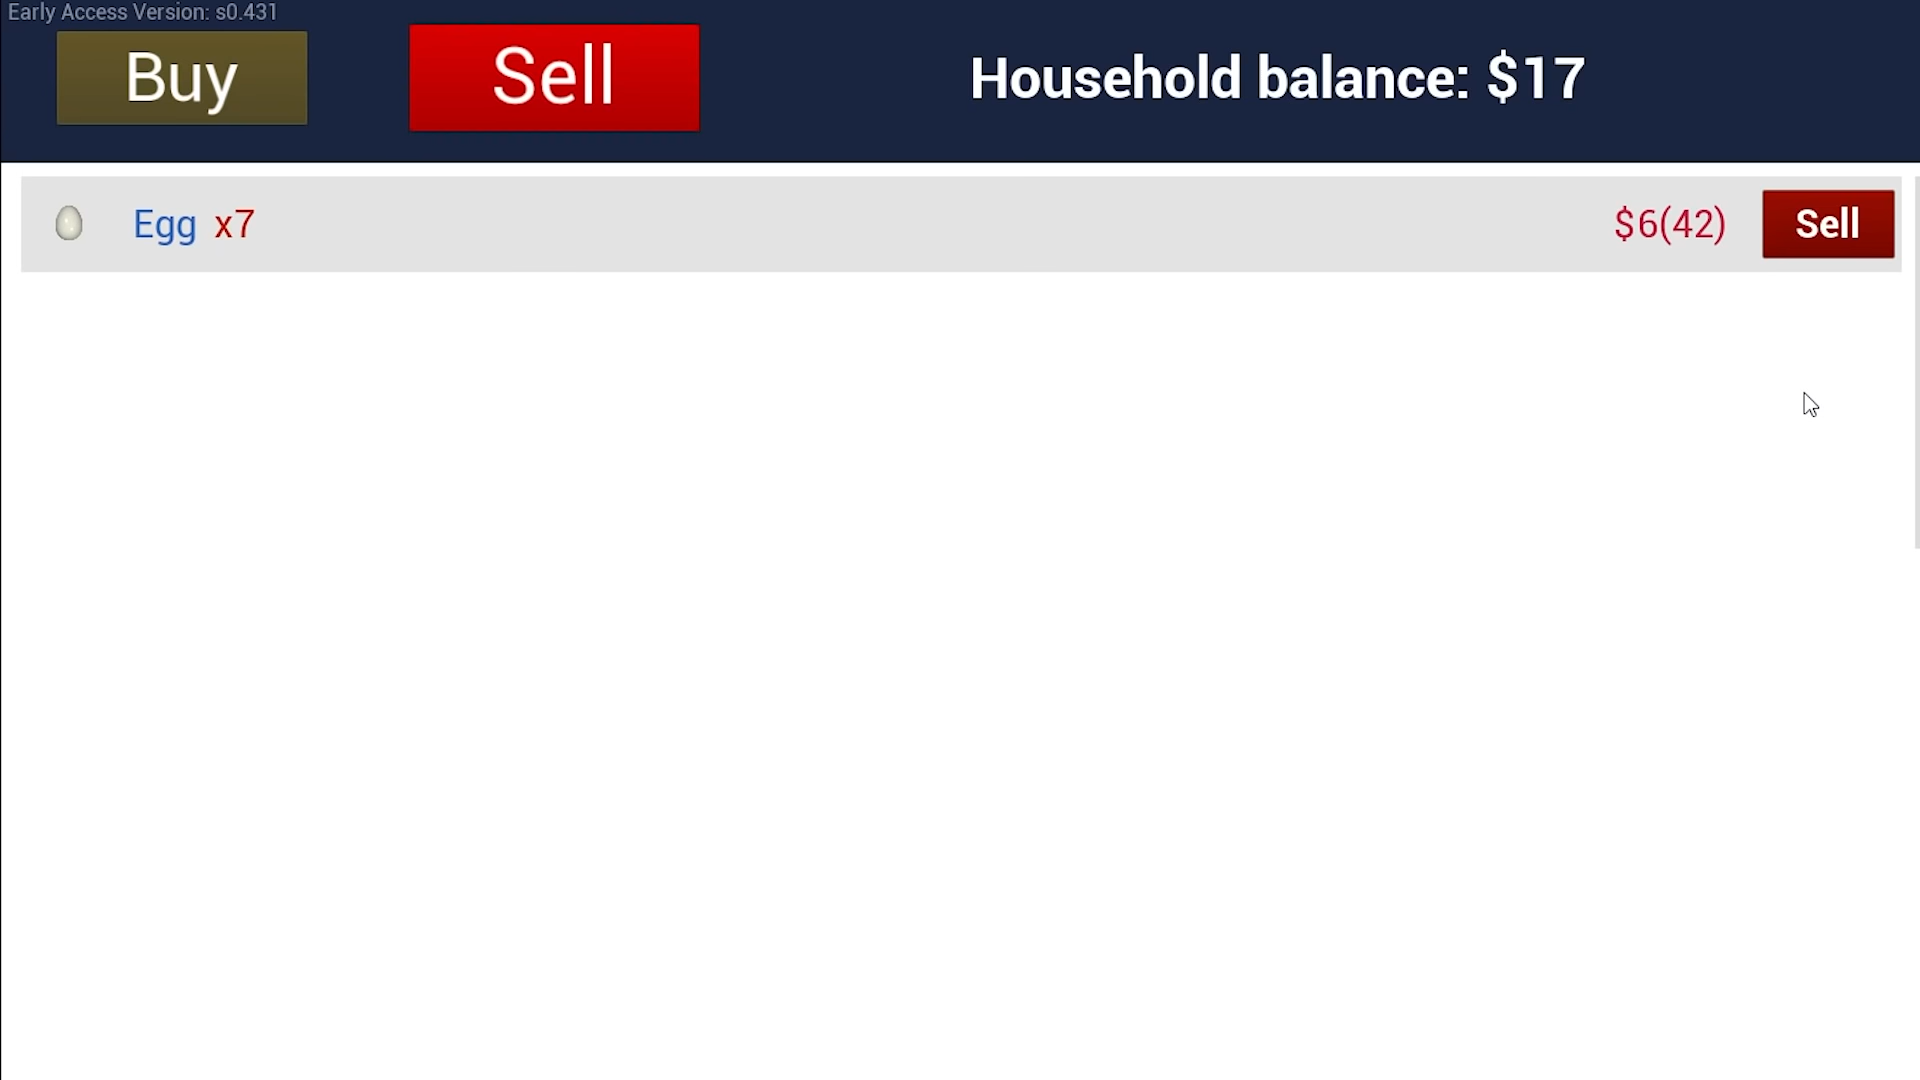 Early Access Version: s0.431
Buy
Sell
Household balance: $17
Egg x7
$6(42)
Sell